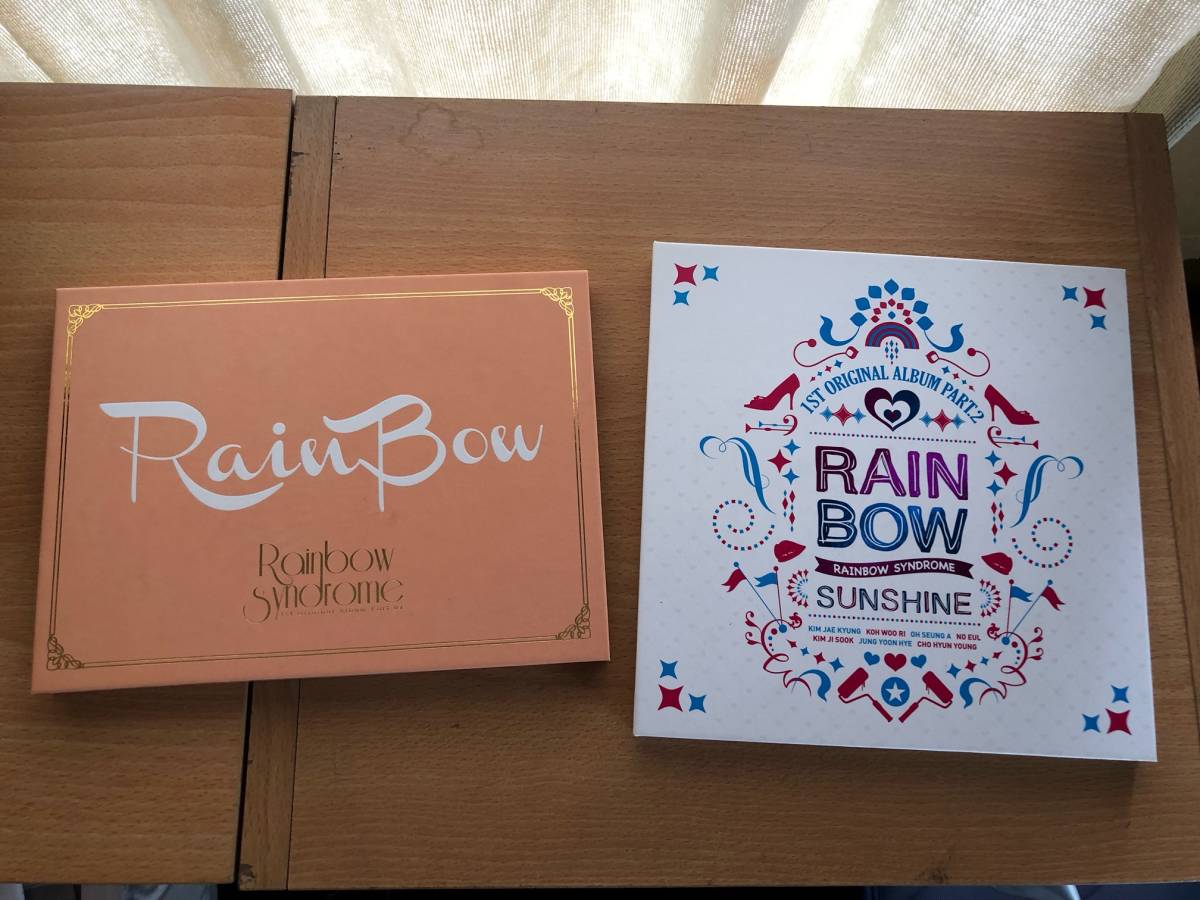 RainBow
Rainbow
Syndrome
1ST ORIGINAL ALBUM PART.2
RAIN
BOW
RAINBOW SYNDROME
SUNSHINE
KIM JAE KYUNG KOH WOO RI OH SEUNG A NO EUL
KIM JI SOOK JUNG YOON HYE CHO HYUN YOUNG